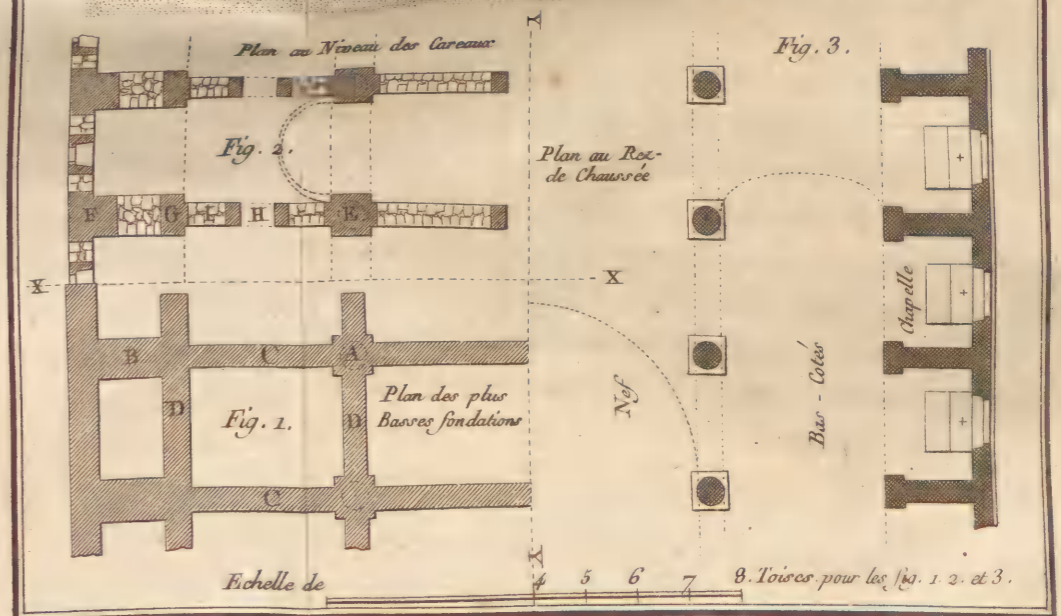 Y
Plan au Niveau des Careaux
Fig. 3.
Fig. 2.
Plan au Rez-
de Chaussée
F G I H E
X X
Chapelle
B C A
Plan des plus
Basses fondations
D Fig. 1. D
Nef
Bas-Cotés
C
Y
Echelle de 4 5 6 7 8. Toises pour les fig. 1. 2. et 3.